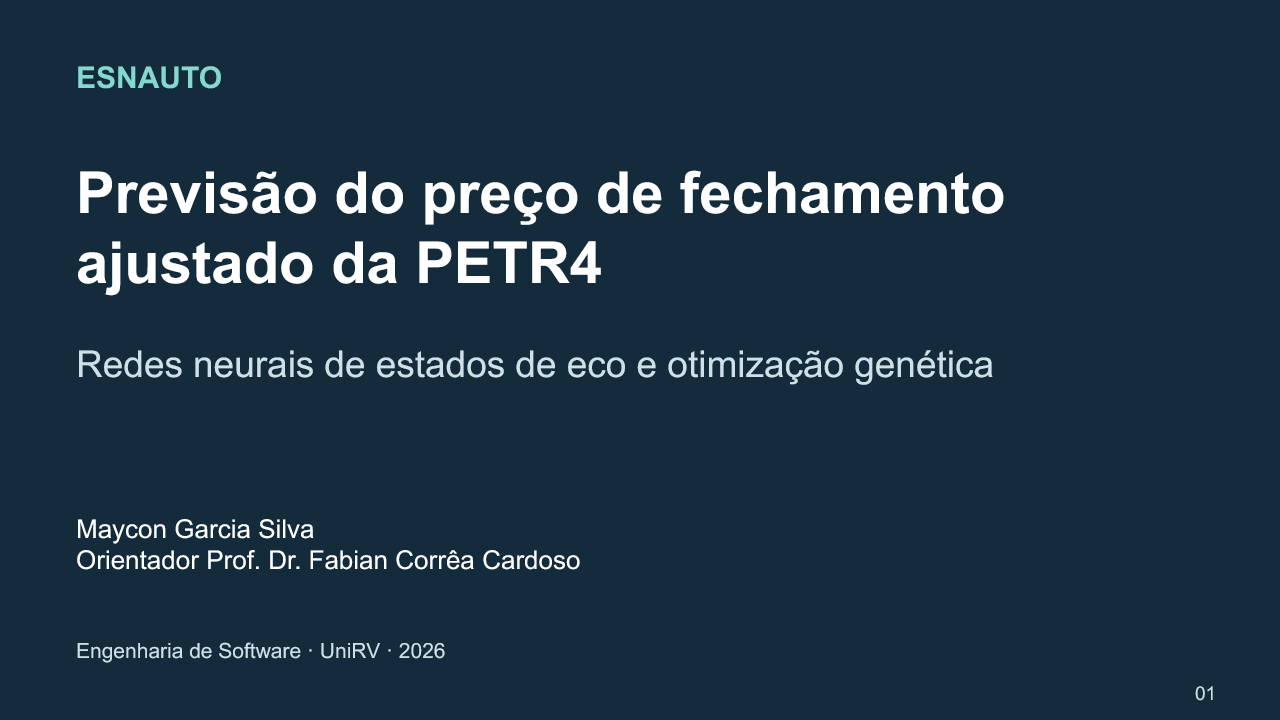 ESNAUTO
Previsão do preço de fechamento
ajustado da PETR4
Redes neurais de estados de eco e otimização genética
Maycon Garcia Silva
Orientador Prof. Dr. Fabian Corrêa Cardoso
Engenharia de Software · UniRV · 2026
01